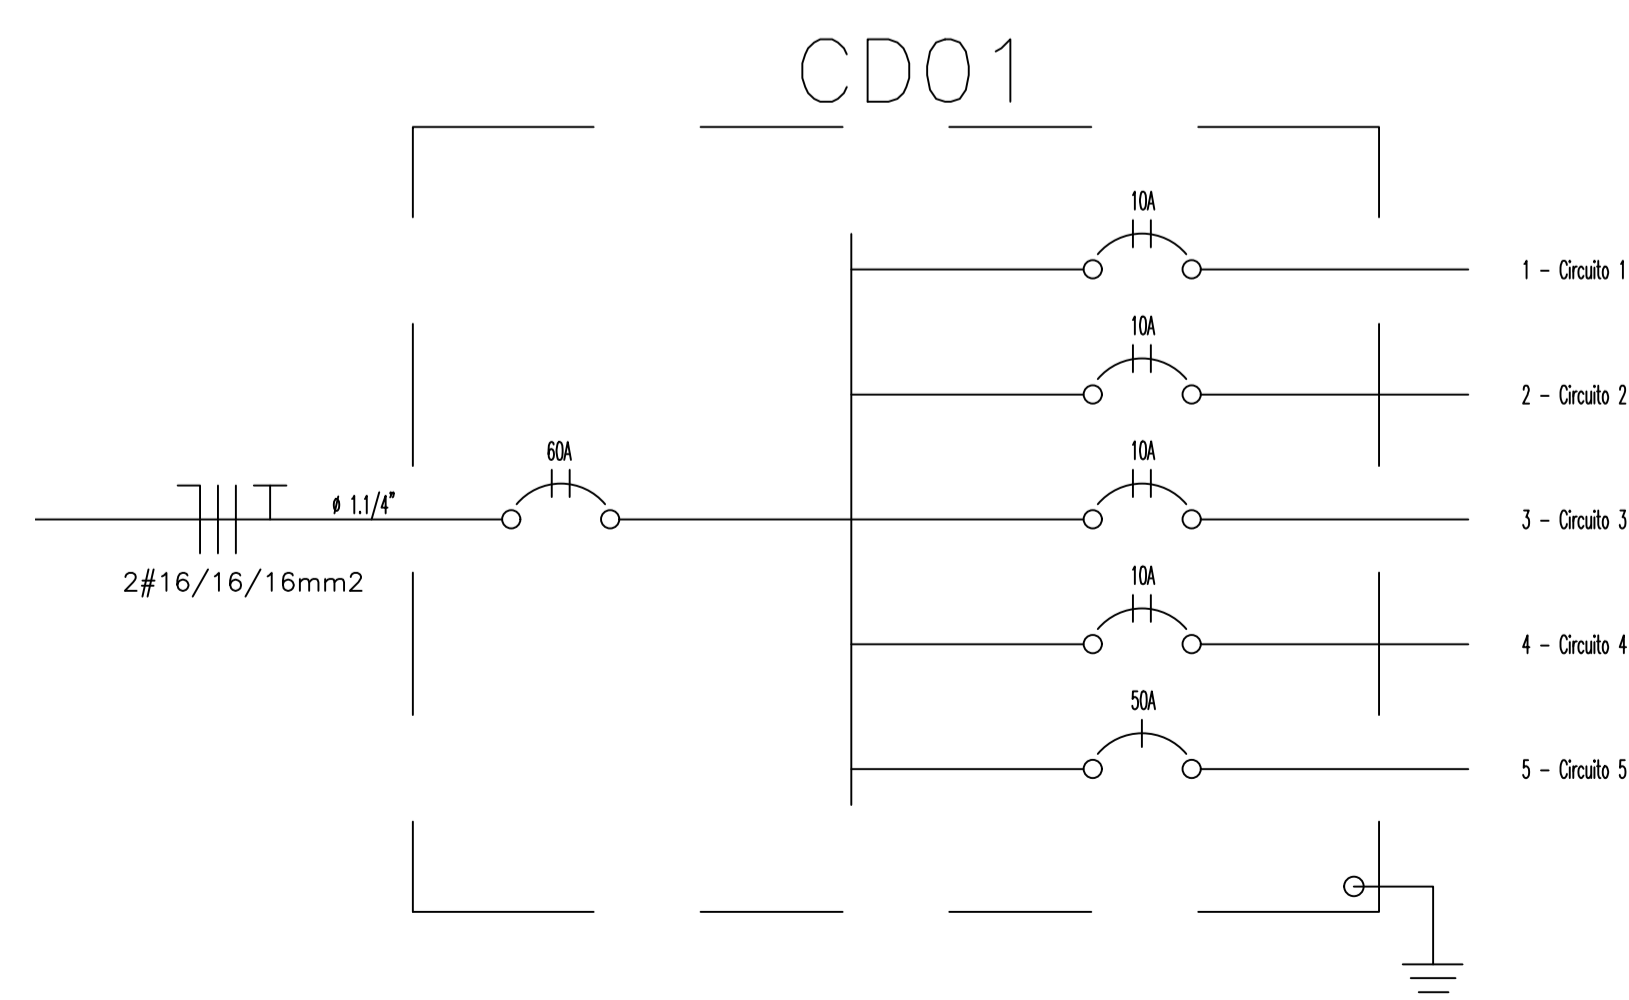 CD01
10A
1 - Circuito 1
10A
2 - Circuito 2
60A
10A
ø 1.1/4"
3 - Circuito 3
2#16/16/16mm2
10A
4 - Circuito 4
50A
5 - Circuito 5